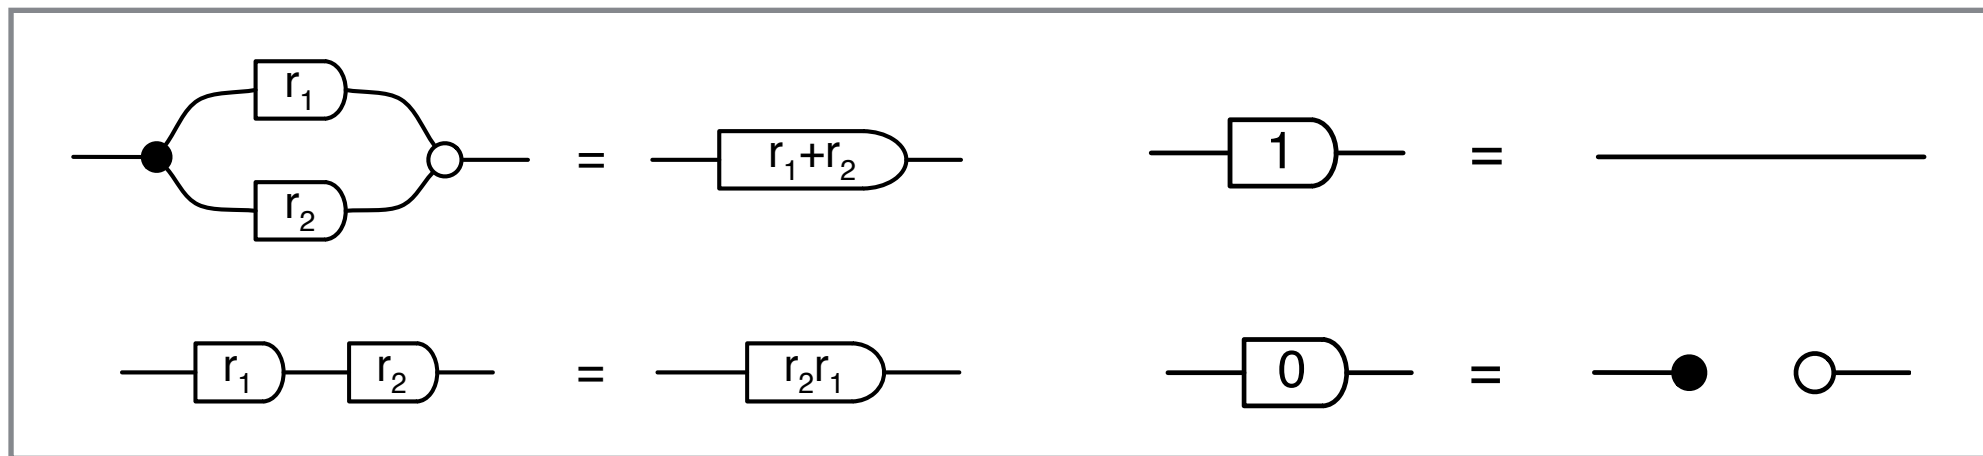 r₁
r₂
=
r₁+r₂
1
=
r₁
r₂
=
r₂r₁
0
=